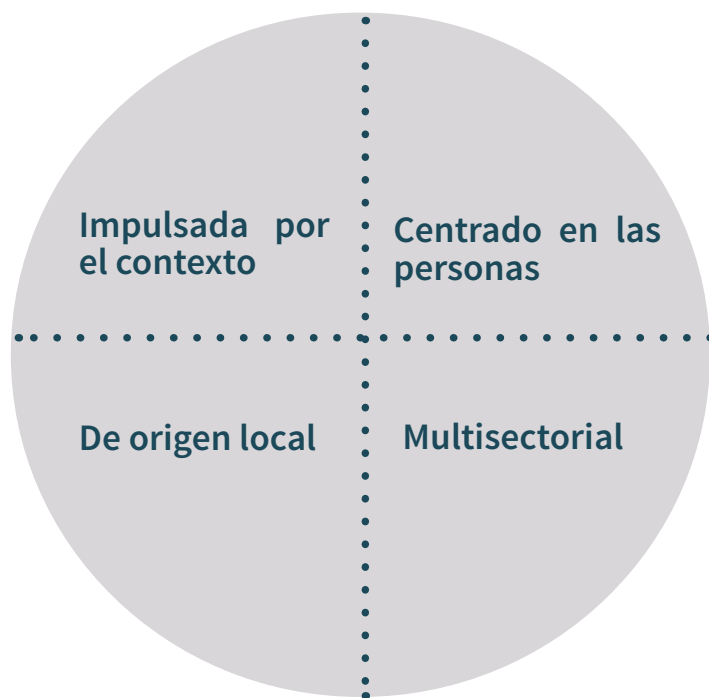 Impulsada por
el contexto
Centrado en las
personas
De origen local
Multisectorial